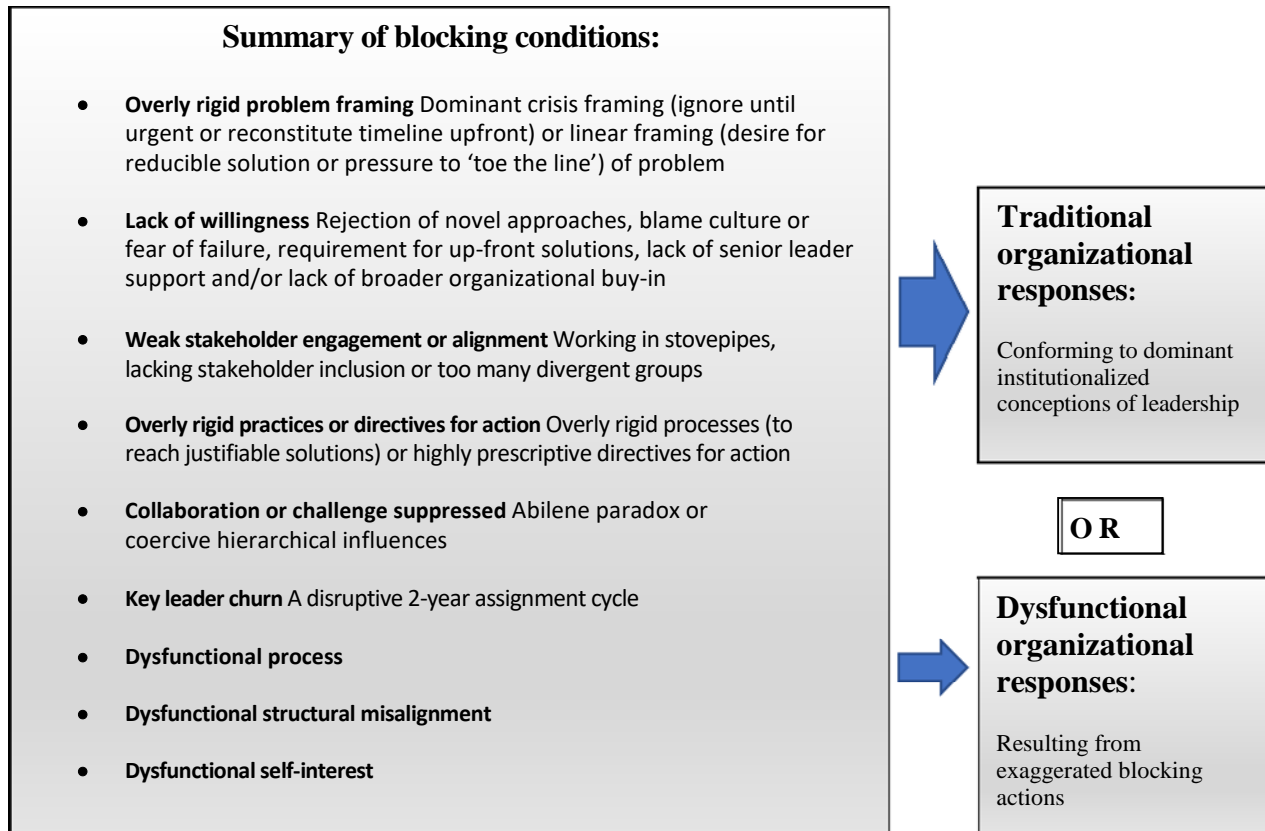 Summary of blocking conditions:
● Overly rigid problem framing Dominant crisis framing (ignore until
urgent or reconstitute timeline upfront) or linear framing (desire for
reducible solution or pressure to ‘toe the line’) of problem
● Lack of willingness Rejection of novel approaches, blame culture or
fear of failure, requirement for up-front solutions, lack of senior leader
support and/or lack of broader organizational buy-in
● Weak stakeholder engagement or alignment Working in stovepipes,
lacking stakeholder inclusion or too many divergent groups
● Overly rigid practices or directives for action Overly rigid processes (to
reach justifiable solutions) or highly prescriptive directives for action
● Collaboration or challenge suppressed Abilene paradox or
coercive hierarchical influences
● Key leader churn A disruptive 2-year assignment cycle
● Dysfunctional process
● Dysfunctional structural misalignment
● Dysfunctional self-interest
Traditional
organizational
responses:
Conforming to dominant
institutionalized
conceptions of leadership
O R
Dysfunctional
organizational
responses:
Resulting from
exaggerated blocking
actions